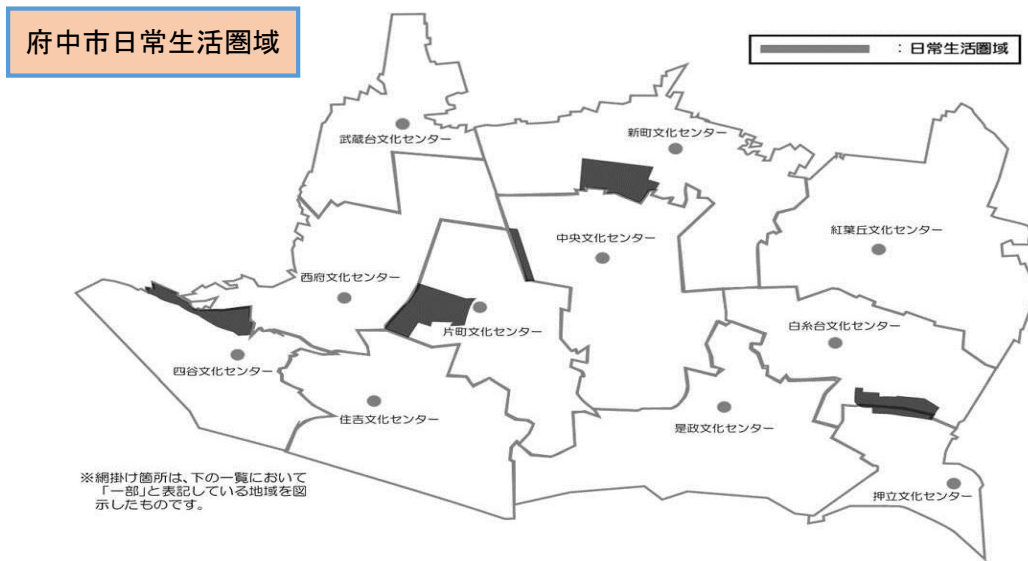 府中市日常生活圏域
：日常生活圏域
武蔵台文化センター
新町文化センター
中央文化センター
紅葉丘文化センター
西府文化センター
片町文化センター
白糸台文化センター
四谷文化センター
住吉文化センター
是政文化センター
押立文化センター
※網掛け箇所は、下の一覧において
「一部」と表記している地域を図
示したものです。